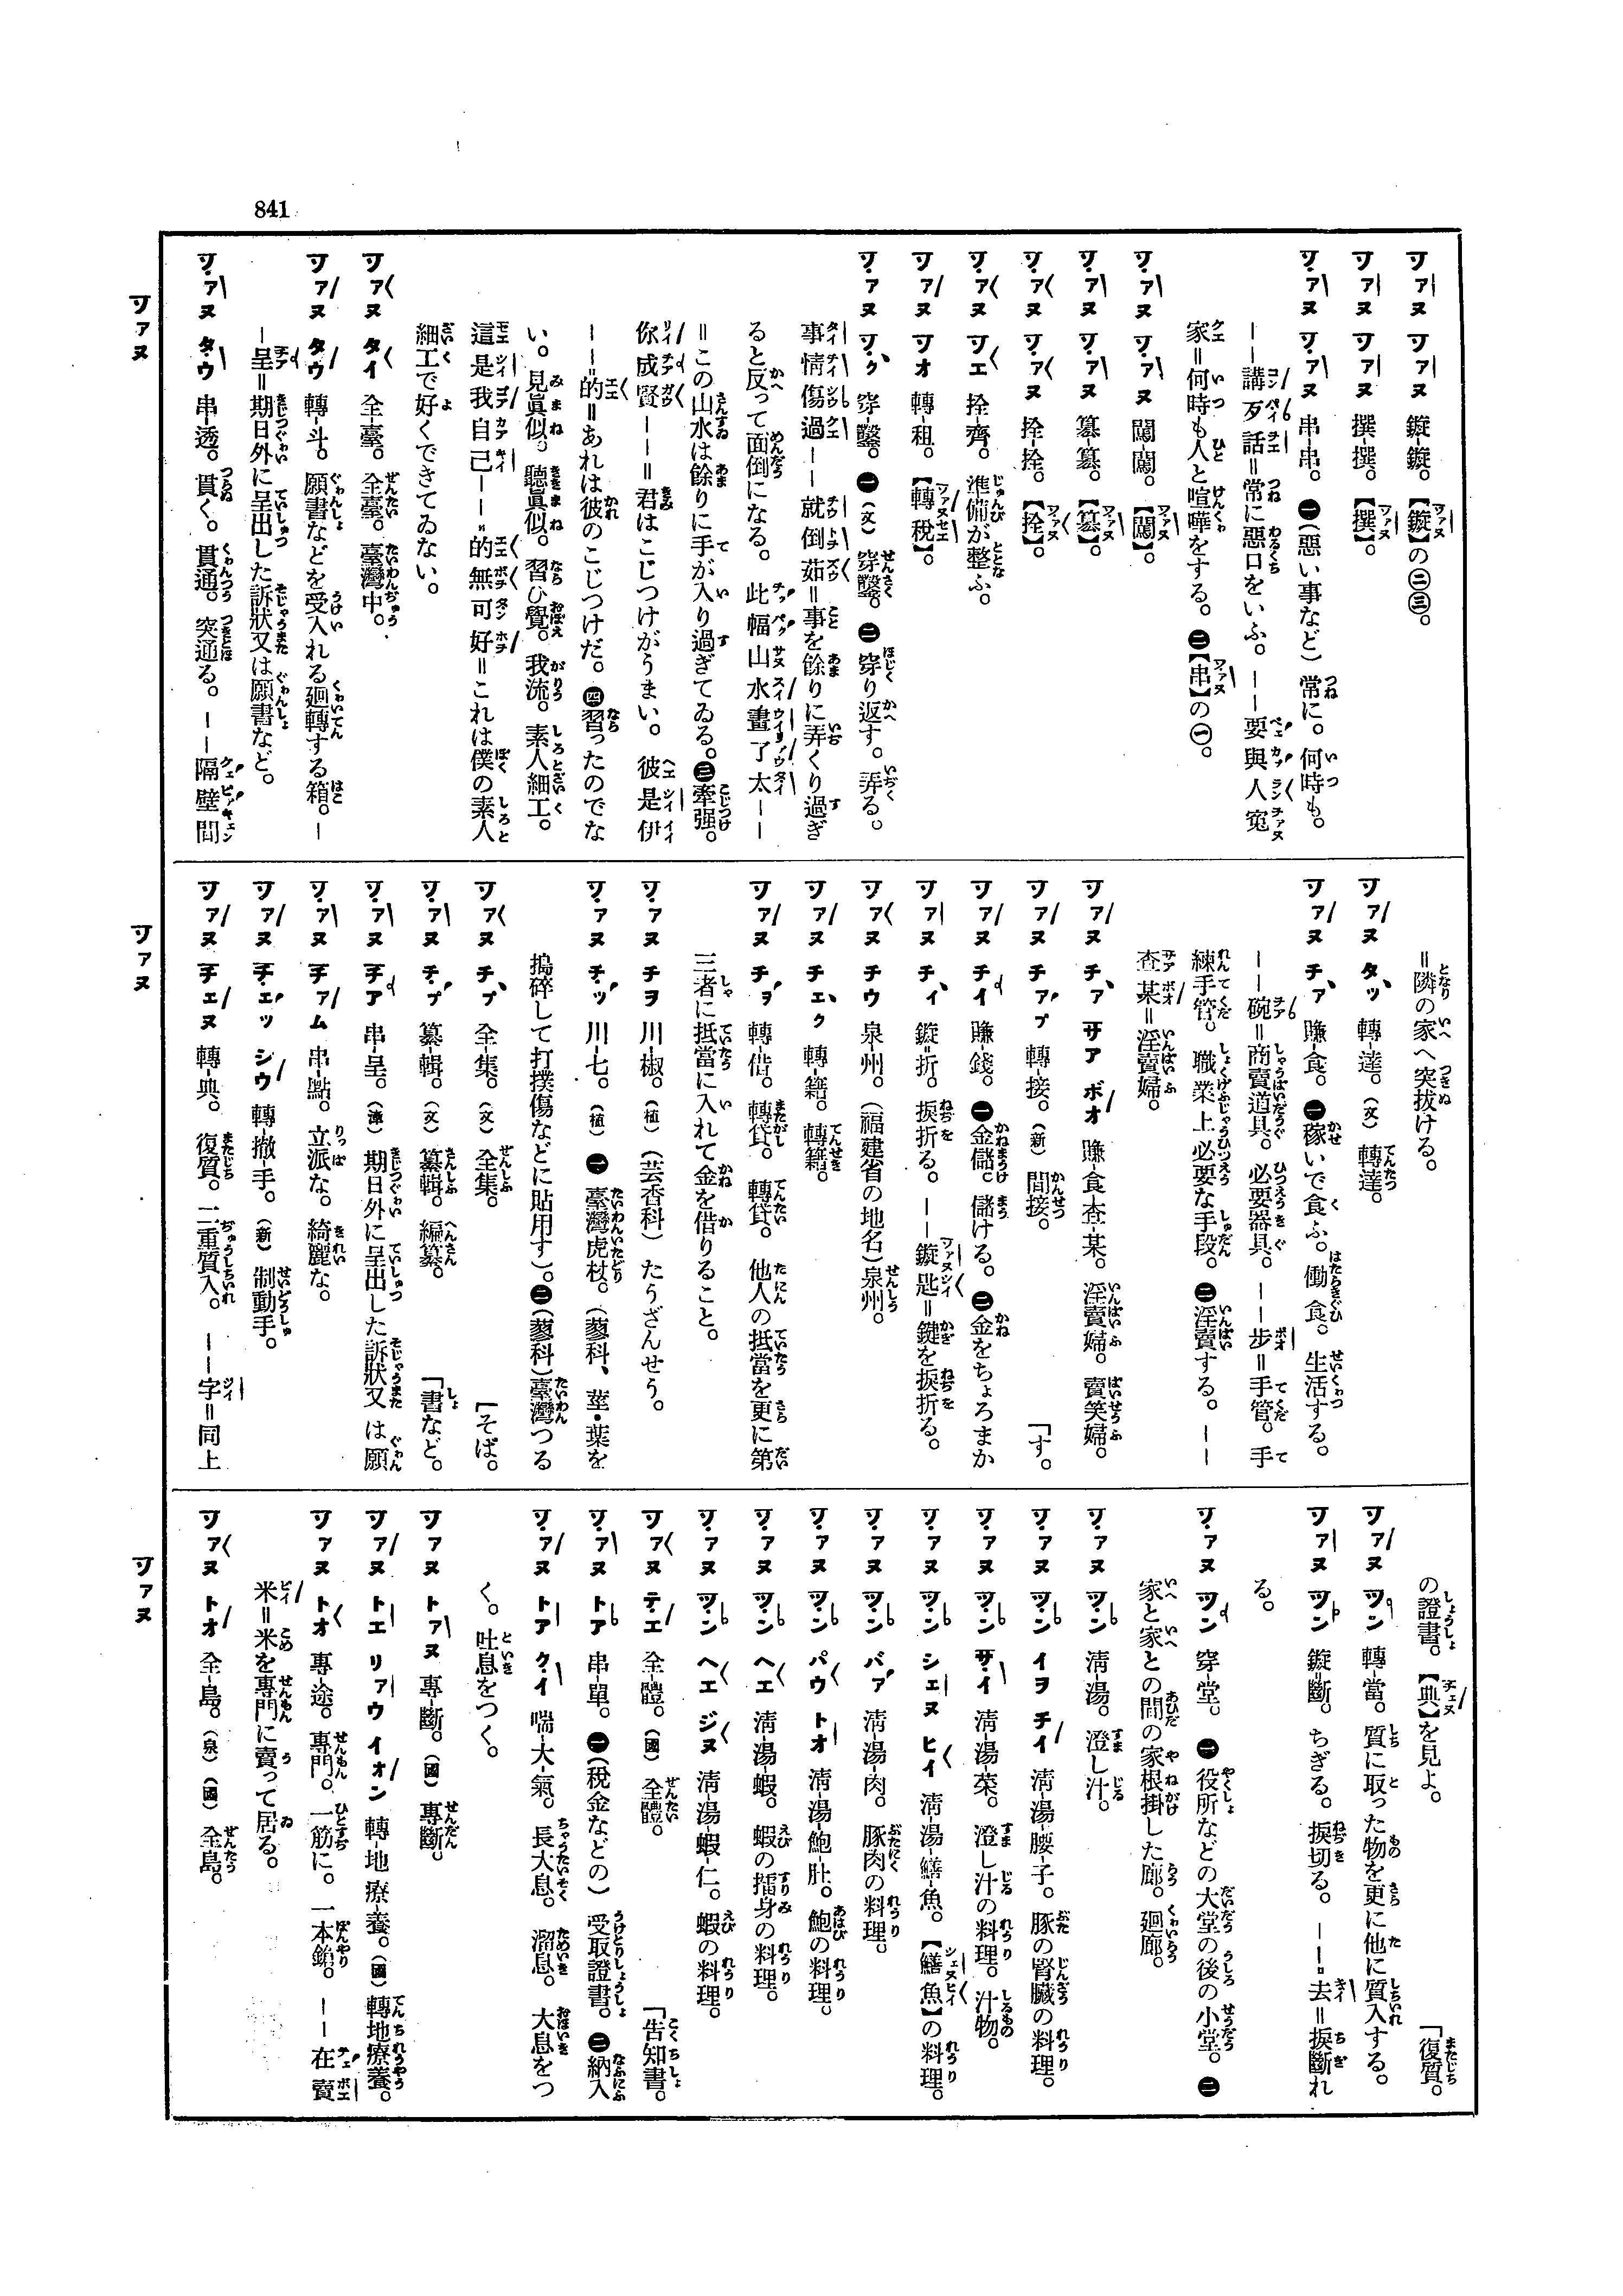 841
ツァヌ ツァヌ 鏇-鏇。【鏇】の㊁㊂。
ツァヌ ツァヌ 撰-撰。【撰】。
ツァヌ ツァヌ 串-串。㊀(惡い事など)常に。何時も。
――講歹話=常に惡口をいふ。――要與人寃
家=何時も人と喧嘩をする。㊁【串】の㊀。
ツァヌ ツァヌ 闖-闖。【闖】。
ツァヌ ツァヌ 簒-簒。【簒】。
ツァヌ ツァヌ 拴-拴。【拴】。
ツァヌ ツエ 拴-齊。準備が整ふ。
ツァヌ ツオ 轉-租。【轉稅】。
ツァヌ ツク 穿-鑿。㊀(文)穿鑿。㊁穿り返す。弄る。
事情傷過――就倒茹=事を餘りに弄くり過ぎ
ると反って面倒になる。此幅山水畫了太――
=この山水は餘りに手が入り過ぎてゐる。㊂牽强。
你成賢――=君はこじつけがうまい。彼是伊
――的=あれは彼のこじつけだ。㊃習ったのでな
い。見眞似。聽眞似。習ひ覺。我流。素人細工。
這是我自己――的無可好=これは僕の素人
細工で好くできてゐない。
ツァヌ タイ 全-臺。全臺。臺灣中。
ツァヌ タウ 轉-斗。願書などを受入れる廻轉する箱。―
―呈=期日外に呈出した訴狀又は願書など。
ツァヌ タウ 串-透。貫く。貫通。突通る。――隔壁間
=隣の家へ突拔ける。
ツァヌ タッ 轉-達。(文)轉達。
ツァヌ チァ 賺-食。㊀稼いで食ふ。働食。生活する。
――碗=商賣道具。必要器具。――步=手管。手
練手管。職業上必要な手段。㊁淫賣する。――
査某=淫賣婦。
ツァヌ チァ サア ボオ 賺-食-査-某。淫賣婦。賣笑婦。
ツァヌ チァプ 轉-接。(新)間接。「す。
ツァヌ チイ 賺-錢。㊀金儲。儲ける。㊁金をちょろまか
ツァヌ チィ 鏇=折。捩折る。――鏇匙=鍵を捩折る。
ツァヌ チウ 泉-州。(福建省の地名)泉州。
ツァヌ チェク 轉-籍。轉籍。
ツァヌ チョ 轉-借。轉貸。轉貸。他人の抵當を更に第
三者に抵當に入れて金を借りること。
ツァヌ チヲ 川-椒。(植)(芸香科)たうざんせう。
ツァヌ チッ 川-七。(植)㊀臺灣虎杖。(蓼科、莖・葉を
搗碎して打撲傷などに貼用す)。㊁(蓼科)臺灣つる
ツァヌ チプ 全-集。(文)全集。[そば。
ツァヌ チプ 纂-輯。(文)纂輯。編纂。「書など。
ツァヌ チア 串-呈。(漳)期日外に呈出した訴狀又は願
ツァヌ チァム 串-點。立派な。綺麗な。
ツァヌ チェッ シウ 轉-撤-手。(新)制動手。
ツァヌ チェヌ 轉-典。復質。二重質入。――字=同上
の證書。【典】を見よ。「復質。
ツァヌ ツン 轉-當。質に取った物を更に他に質入する。
ツァヌ ツン 鏇=斷。ちぎる。捩切る。――去=捩斷れ
る。
ツァヌ ツン 穿-堂。㊀役所などの大堂の後の小堂。㊁
家と家との間の家根掛した廊。廻廊。
ツァヌ ツン 淸-湯。澄し汁。
ツァヌ ツン イヲ チイ 淸-湯-腰-子。豚の腎臟の料理。
ツァヌ ツン サイ 淸-湯-菜。澄し汁の料理。汁物。
ツァヌ ツン シェヌ ヒイ 淸-湯-鱔-魚。【鱔魚】の料理。
ツァヌ ツン バァ 淸-湯-肉。豚肉の料理。
ツァヌ ツン パウ トオ 淸-湯-鮑-肚。鮑の料理。
ツァヌ ツン ヘエ 淸-湯-蝦。蝦の擂身の料理。
ツァヌ ツン ヘエ ジヌ 淸-湯-蝦-仁。蝦の料理。
ツァヌ テエ 全-體。(國)全體。「告知書。
ツァヌ トア 串-單。㊀(稅金などの)受取證書。㊁納入
ツァヌ トア クイ 喘-大-氣。長大息。溜息。大息をつ
く。吐息をつく。
ツァヌ トァヌ 專-斷。(國)專斷。
ツァヌ トエ リァウ イォン 轉-地療-養。(國)轉地療養。
ツァヌ トオ 專-途。專門。一筋に。一本鎗。――在賣
米=米を專門に賣って居る。
ツァヌ トオ 全-島。(泉)(國)全島。
ツァヌ
ツァヌ
ツァヌ